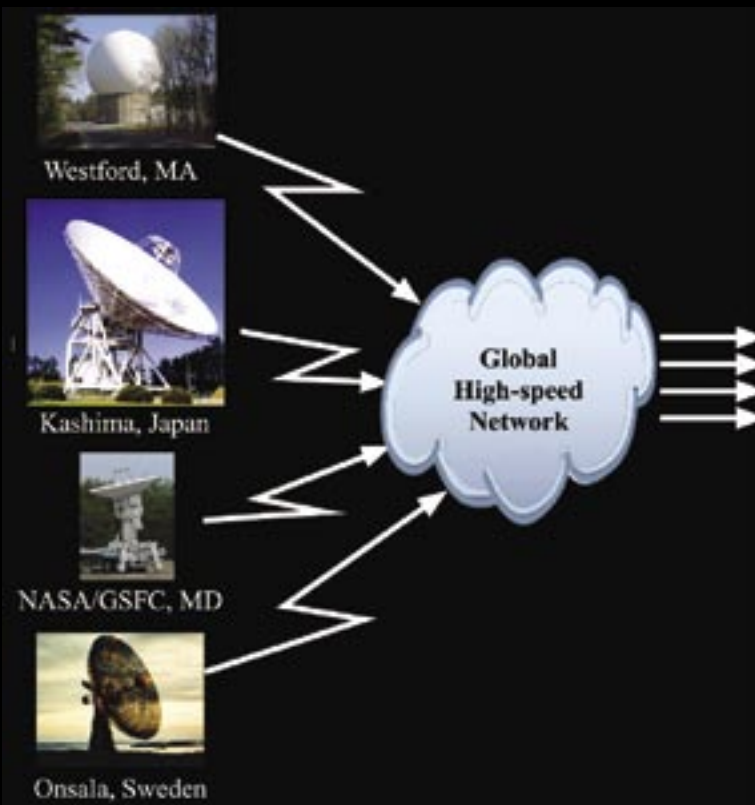 Westford, MA
Kashima, Japan
NASA/GSFC, MD
Onsala, Sweden
Global
High-speed
Network